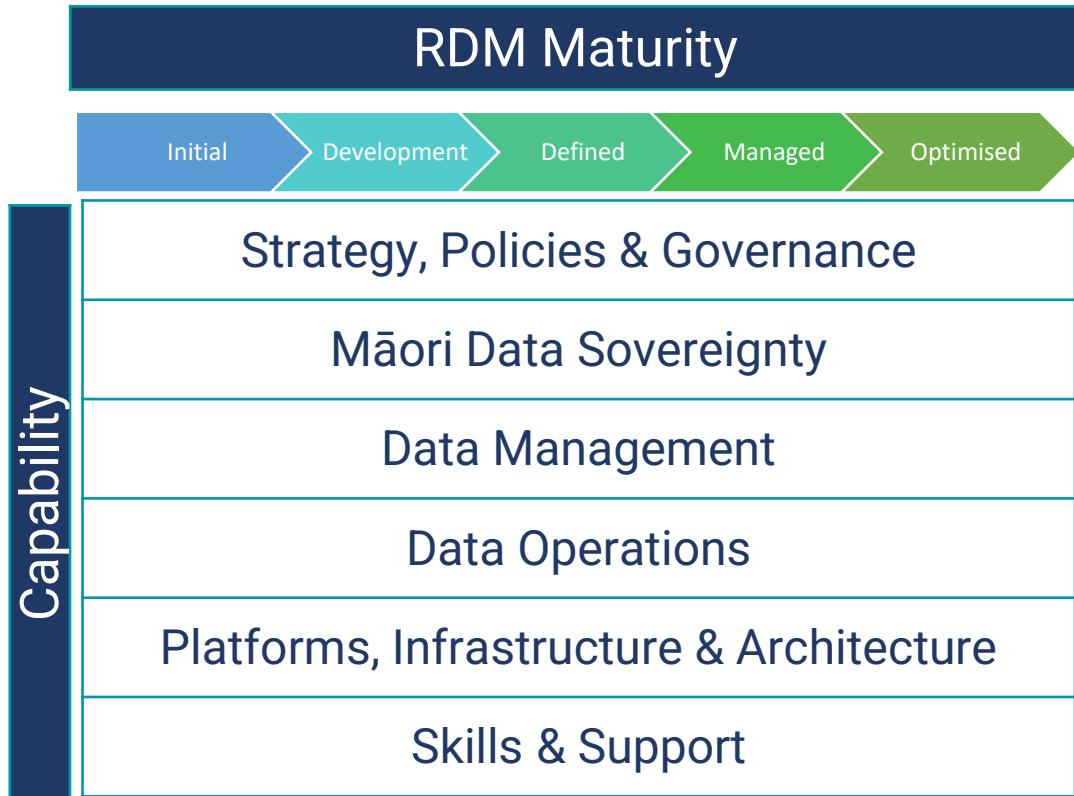 RDM Maturity
Initial
Development
Defined
Managed
Optimised
Capability
Strategy, Policies & Governance
Māori Data Sovereignty
Data Management
Data Operations
Platforms, Infrastructure & Architecture
Skills & Support